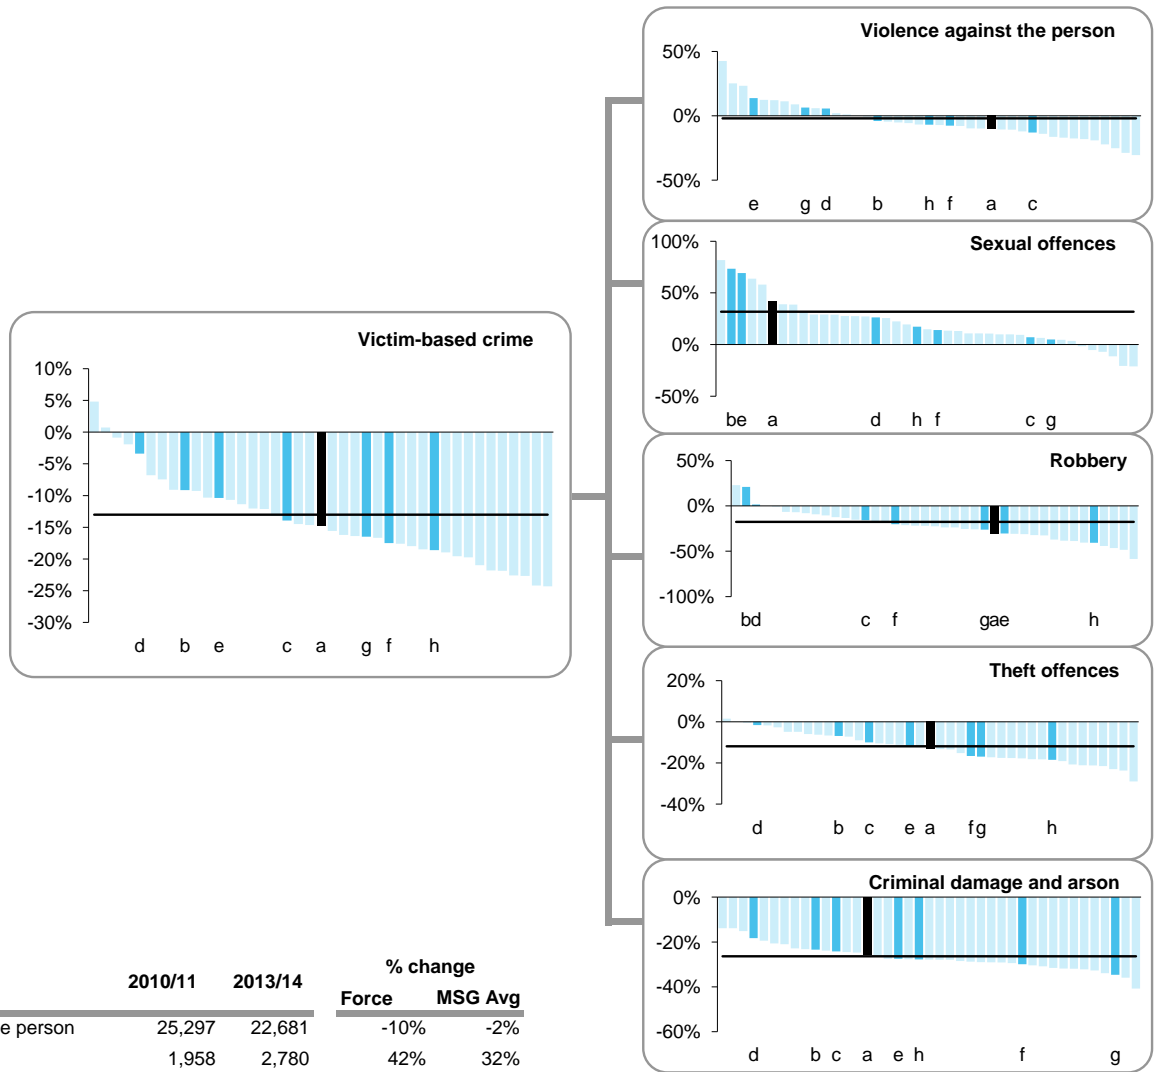 Violence against the person
50%
0%
-50%
e g d b h f a c
Sexual offences
100%
50%
0%
-50%
be a d h f c g
Victim-based crime
10%
5%
0%
-5%
-10%
-15%
-20%
-25%
-30%
d b e c a g f h
Robbery
50%
0%
-50%
-100%
bd c f gae h
Theft offences
20%
0%
-20%
-40%
d b c e a fg h
Criminal damage and arson
0%
-20%
-40%
-60%
d b c a e h f g
% change
2010/11 2013/14
Force MSG Avg
e person 25,297 22,681 -10% -2%
1,958 2,780 42% 32%